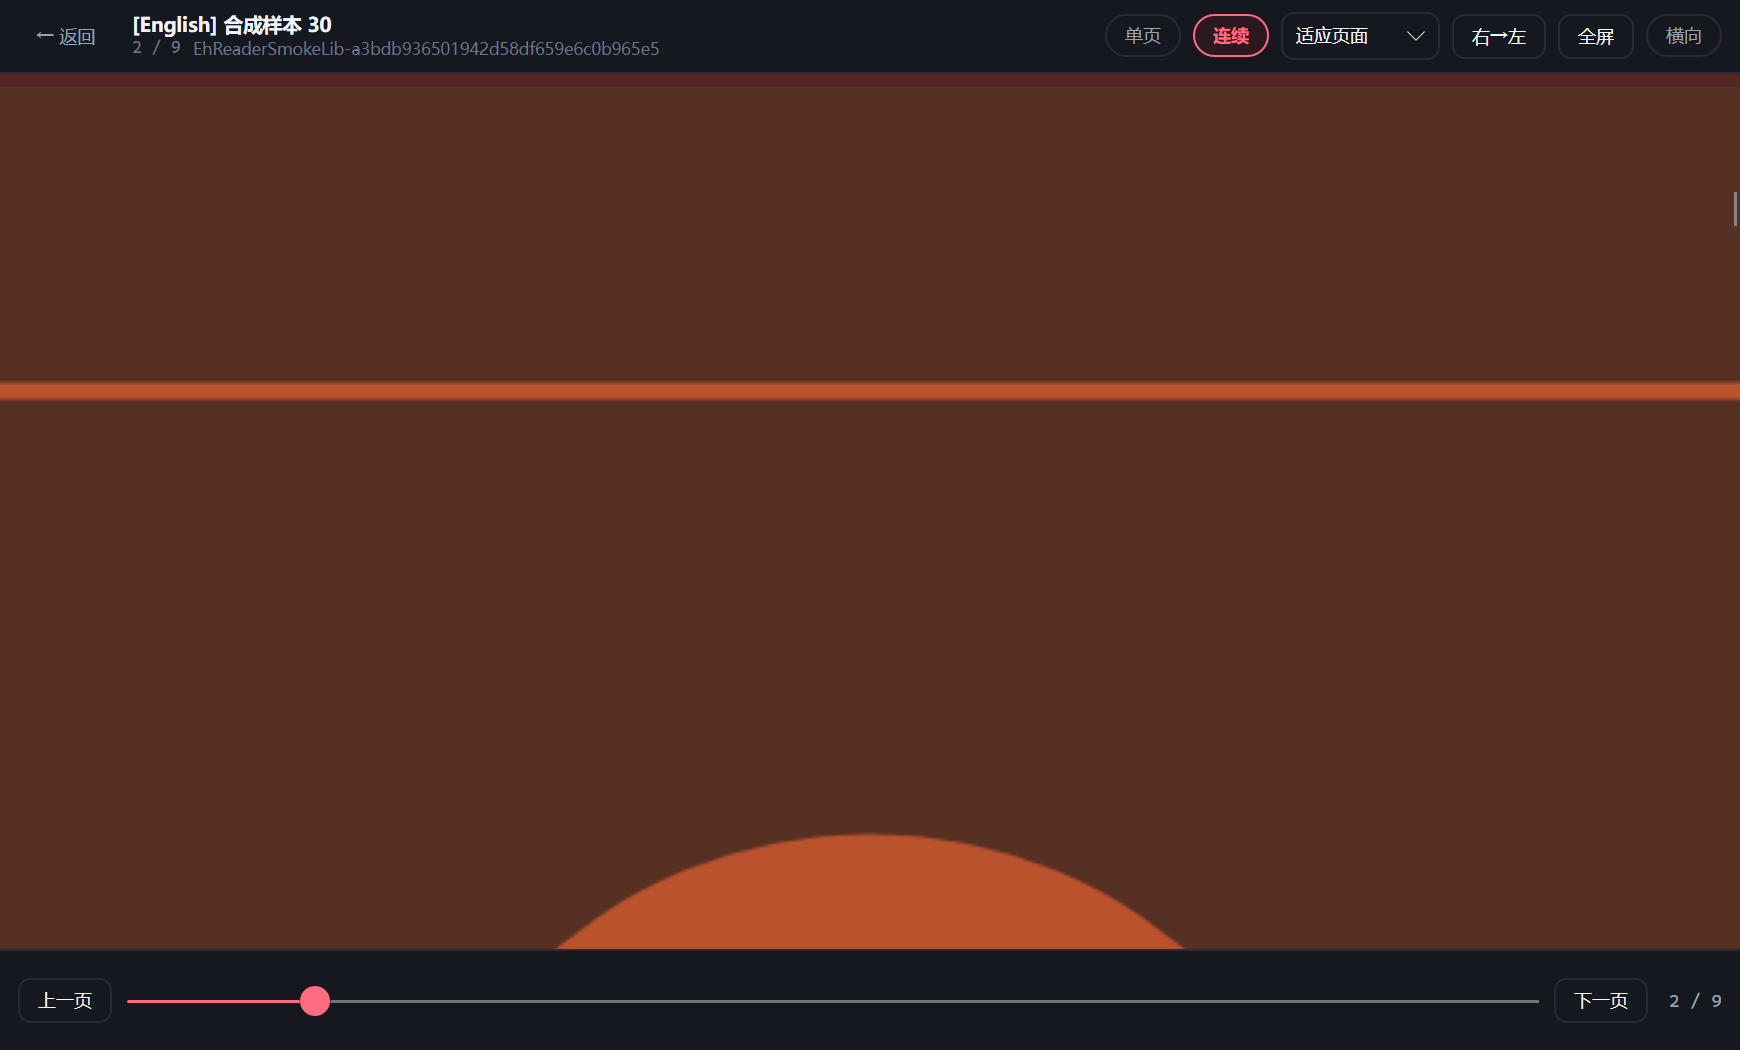 ← 返回
[English] 合成样本 30
2 / 9 EhReaderSmokeLib-a3bdb936501942d58df659e6c0b965e5
单页
连续
适应页面
右→左
全屏
横向
上一页
下一页
2 / 9